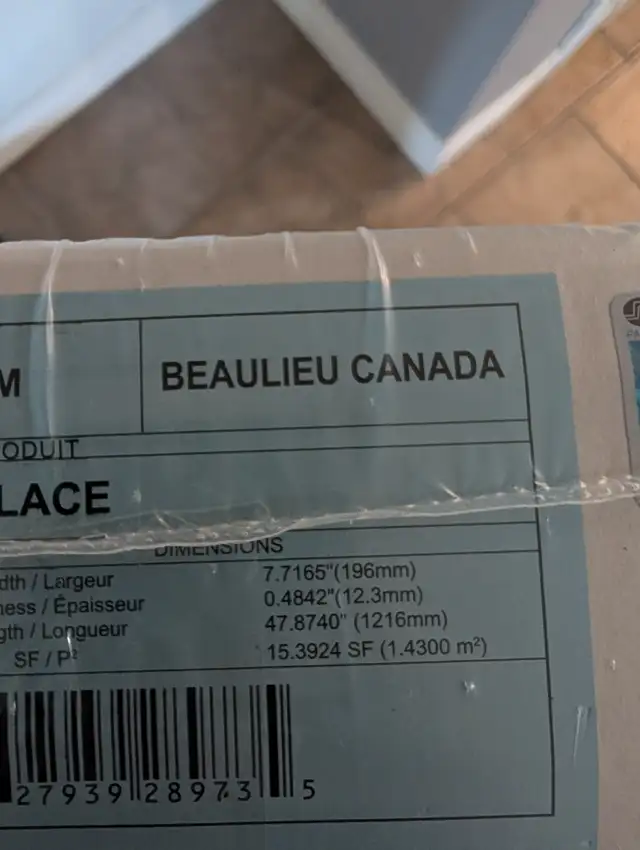 M
BEAULIEU CANADA
ODUIT
LACE
DIMENSIONS
dth / Largeur 7.7165"(196mm)
ness / Épaisseur 0.4842"(12.3mm)
gth / Longueur 47.8740" (1216mm)
SF / P² 15.3924 SF (1.4300 m²)
27939 28973 5